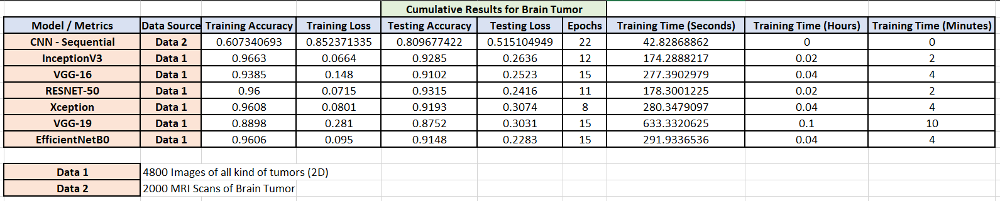 Cumulative Results for Brain Tumor
Model / Metrics Data Source Training Accuracy Training Loss Testing Accuracy Testing Loss Epochs Training Time (Seconds) Training Time (Hours) Training Time (Minutes)
CNN - Sequential Data 2 0.607340693 0.852371335 0.809677422 0.515104949 22 42.82868862 0 0
InceptionV3 Data 1 0.9663 0.0664 0.9285 0.2636 12 174.2888217 0.02 2
VGG-16 Data 1 0.9385 0.148 0.9102 0.2523 15 277.3902979 0.04 4
RESNET-50 Data 1 0.96 0.0715 0.9315 0.2416 11 178.3001225 0.02 2
Xception Data 1 0.9608 0.0801 0.9193 0.3074 8 280.3479097 0.04 4
VGG-19 Data 1 0.8898 0.281 0.8752 0.3031 15 633.3320625 0.1 10
EfficientNetB0 Data 1 0.9606 0.095 0.9148 0.2283 15 291.9336536 0.04 4
Data 1 4800 Images of all kind of tumors (2D)
Data 2 2000 MRI Scans of Brain Tumor